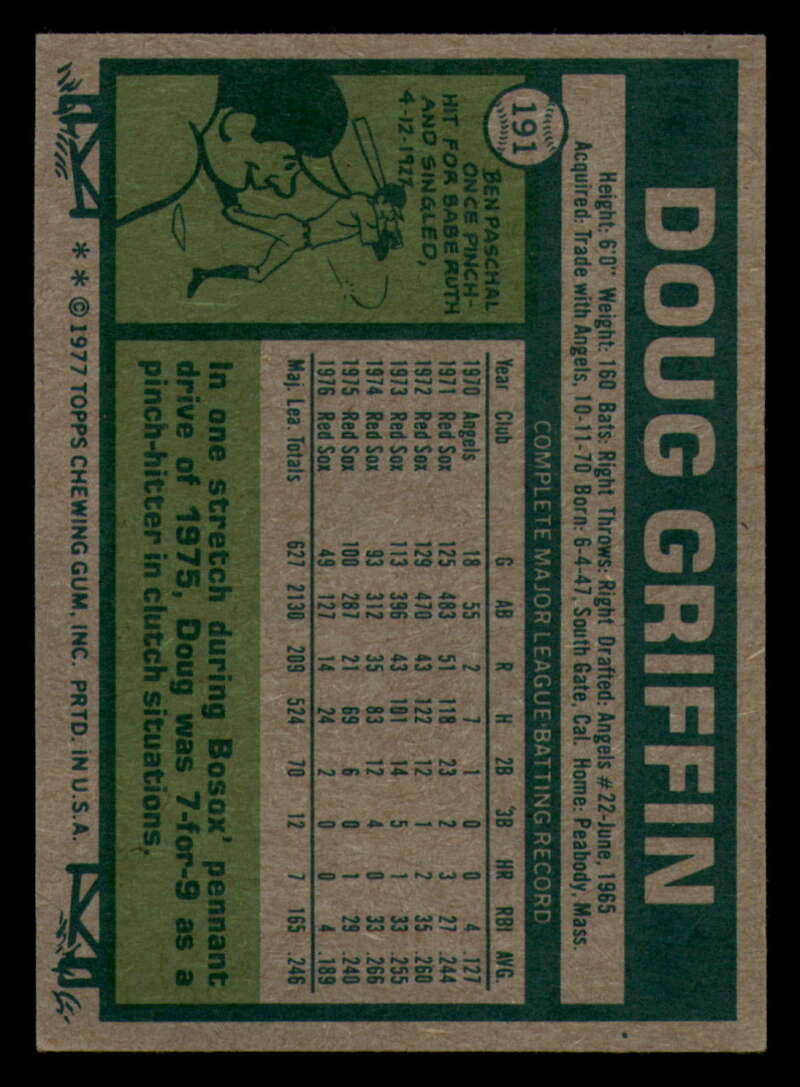 191
DOUG GRIFFIN
Height: 6'0" Weight: 160 Bats: Right Throws: Right Drafted: Angels #22-June, 1965
Acquired: Trade with Angels, 10-11-70 Born: 6-4-47, South Gate, Cal. Home: Peabody, Mass.
COMPLETE MAJOR LEAGUE BATTING RECORD
Year Club G AB R H 2B 3B HR RBI AVG.
1970 Angels 18 55 2 7 1 0 0 4 .127
1971 Red Sox 125 483 51 118 23 2 3 27 .244
1972 Red Sox 129 470 43 122 12 1 2 35 .260
1973 Red Sox 113 396 43 101 14 5 1 33 .255
1974 Red Sox 93 312 35 83 12 4 0 33 .266
1975 Red Sox 100 287 21 69 6 0 1 29 .240
1976 Red Sox 49 127 14 24 2 0 0 4 .189
Maj. Lea. Totals 627 2130 209 524 70 12 7 165 .246
BEN PASCHAL
ONCE PINCH-
HIT FOR BABE RUTH
AND SINGLED,
4-12-1927.
In one stretch during Bosox' pennant
drive of 1975, Doug was 7-for-9 as a
pinch-hitter in clutch situations.
** © 1977 TOPPS CHEWING GUM, INC. PRTD. IN U.S.A.